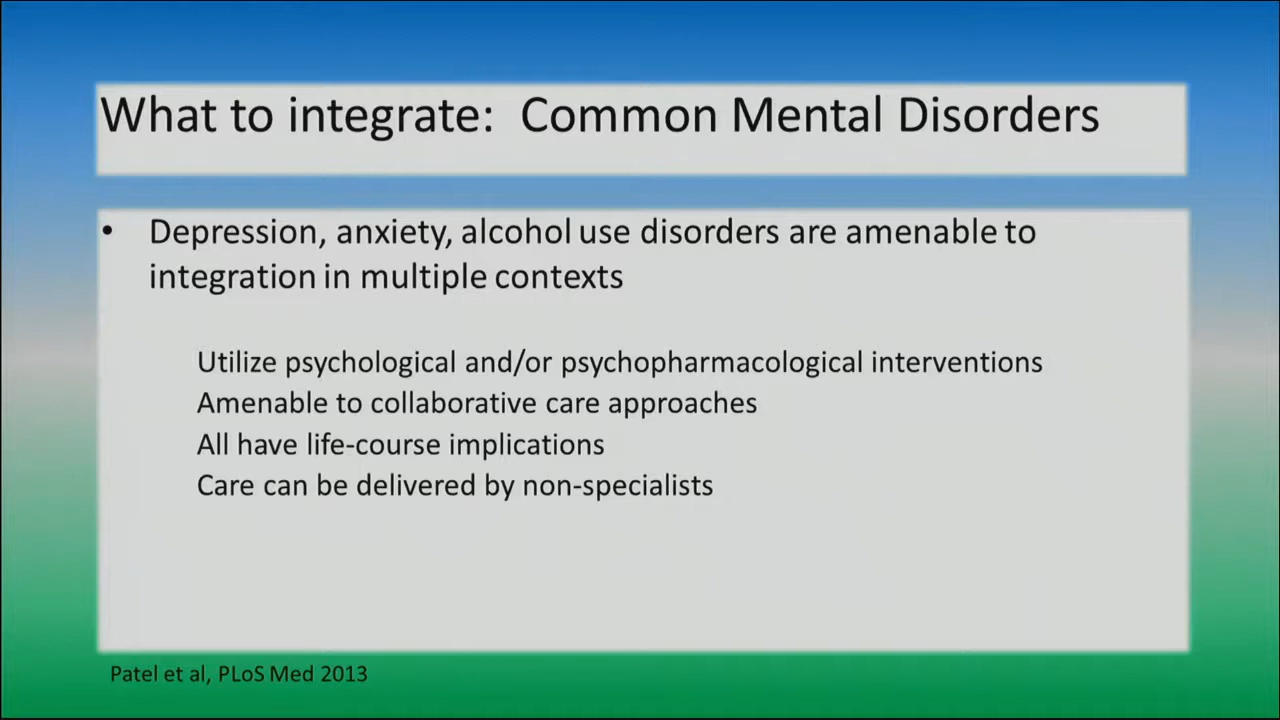 What to integrate:  Common Mental Disorders
• Depression, anxiety, alcohol use disorders are amenable to
integration in multiple contexts
Utilize psychological and/or psychopharmacological interventions
Amenable to collaborative care approaches
All have life-course implications
Care can be delivered by non-specialists
Patel et al, PLoS Med 2013